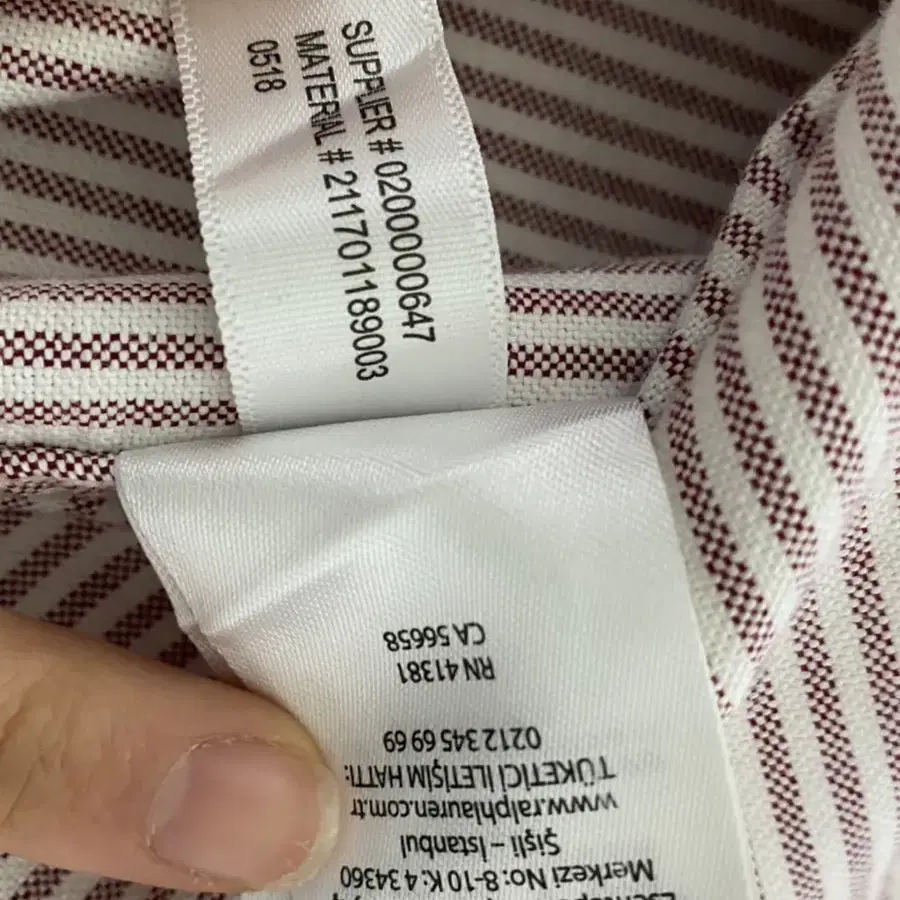 SUPPLIER # 0200000647
MATERIAL # 211701189003
0518
Merkezi No: 8-10 K: 4 34360
Şişli – İstanbul
www.ralphlauren.com.tr
TÜKETİCİ İLETİŞİM HATTI:
0212 345 69 69
RN 41381
CA 56658